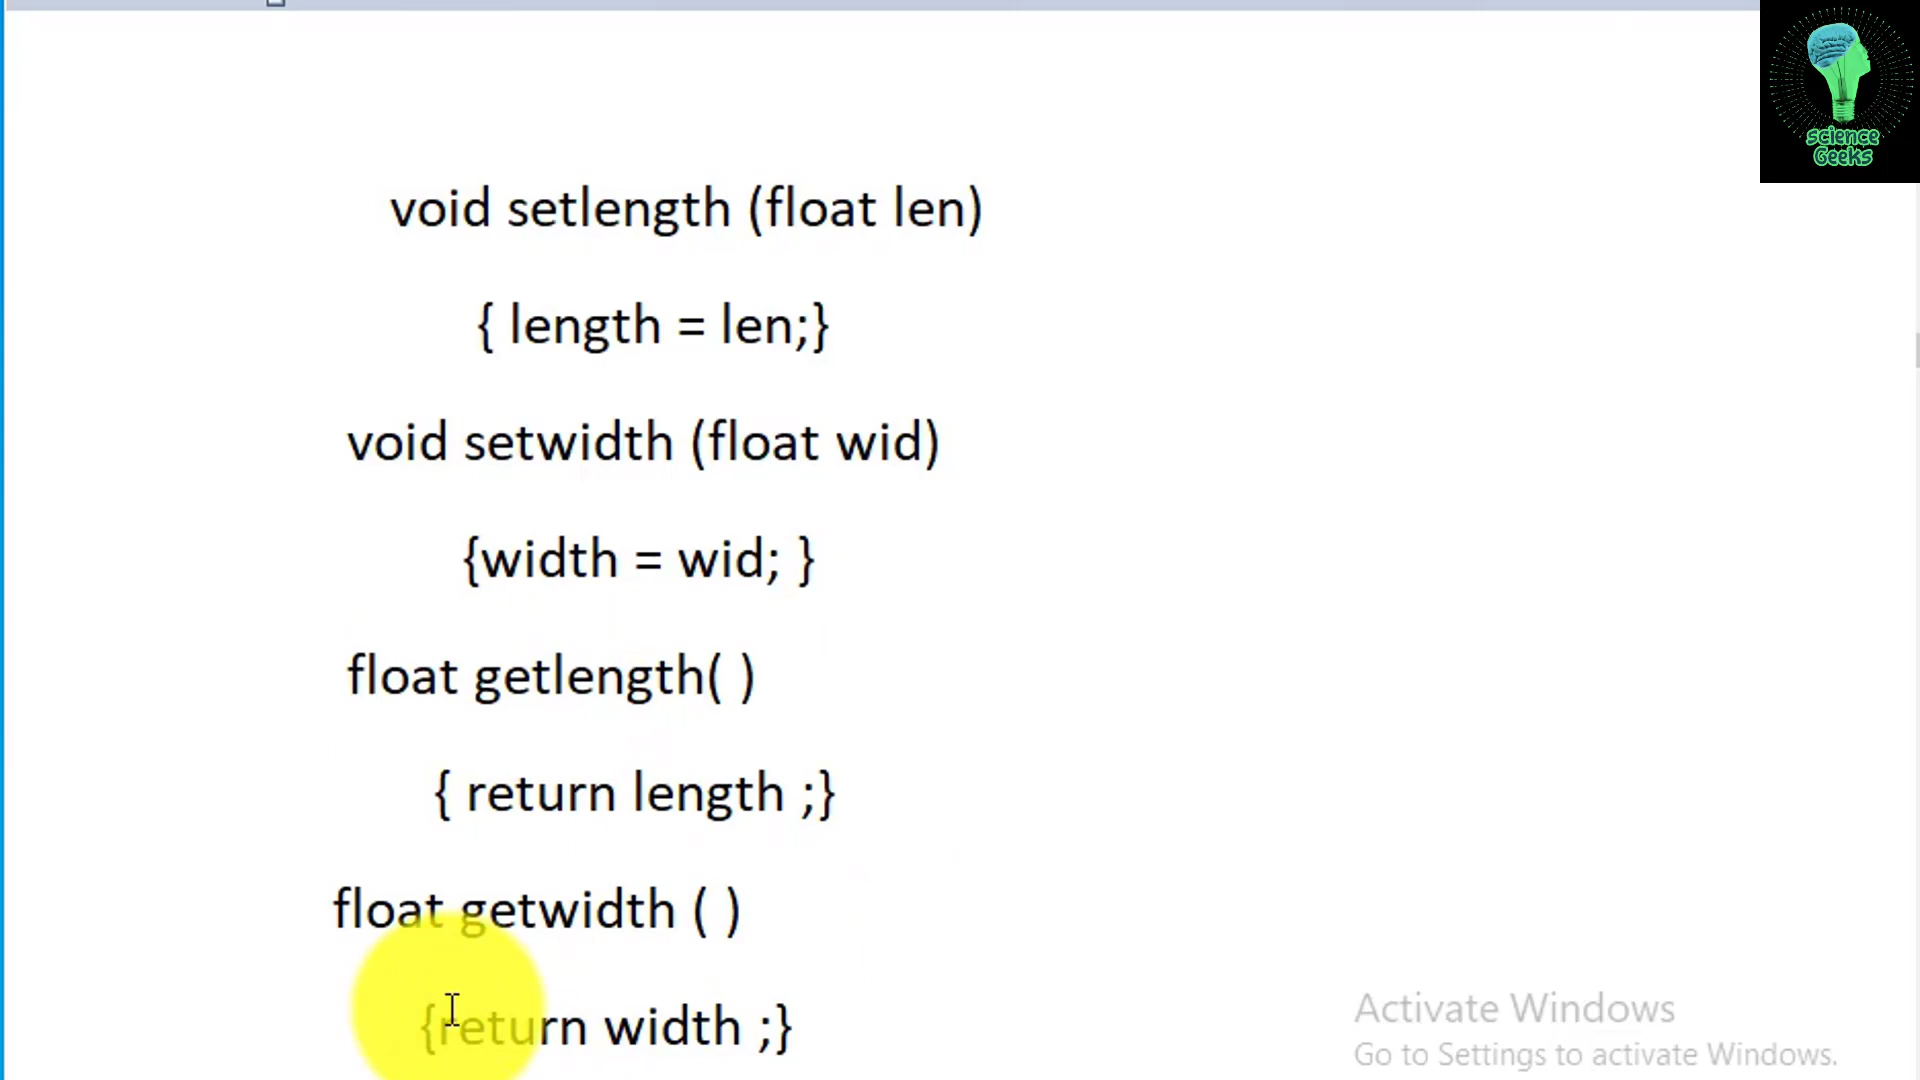 science
Geeks
void setlength (float len)
{ length = len;}
void setwidth (float wid)
{width = wid; }
float getlength( )
{ return length ;}
float getwidth ( )
{return width ;}
Activate Windows
Go to Settings to activate Windows.